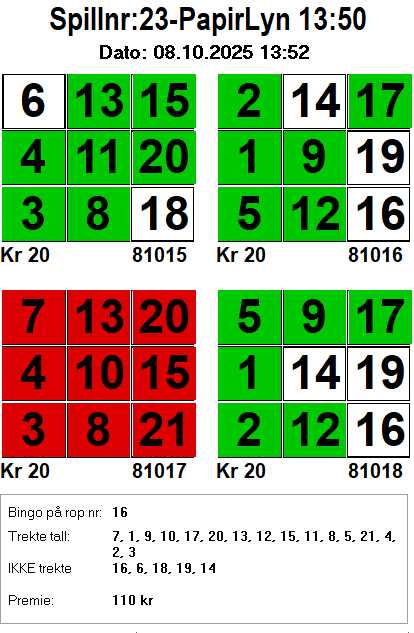 Spillnr:23-PapirLyn 13:50
Dato: 08.10.2025 13:52
6 13 15
4 11 20
3 8 18
Kr 20 81015
2 14 17
1 9 19
5 12 16
Kr 20 81016
7 13 20
4 10 15
3 8 21
Kr 20 81017
5 9 17
1 14 19
2 12 16
Kr 20 81018
Bingo på rop nr: 16
Trekte tall: 7, 1, 9, 10, 17, 20, 13, 12, 15, 11, 8, 5, 21, 4,
2, 3
IKKE trekte 16, 6, 18, 19, 14
Premie: 110 kr